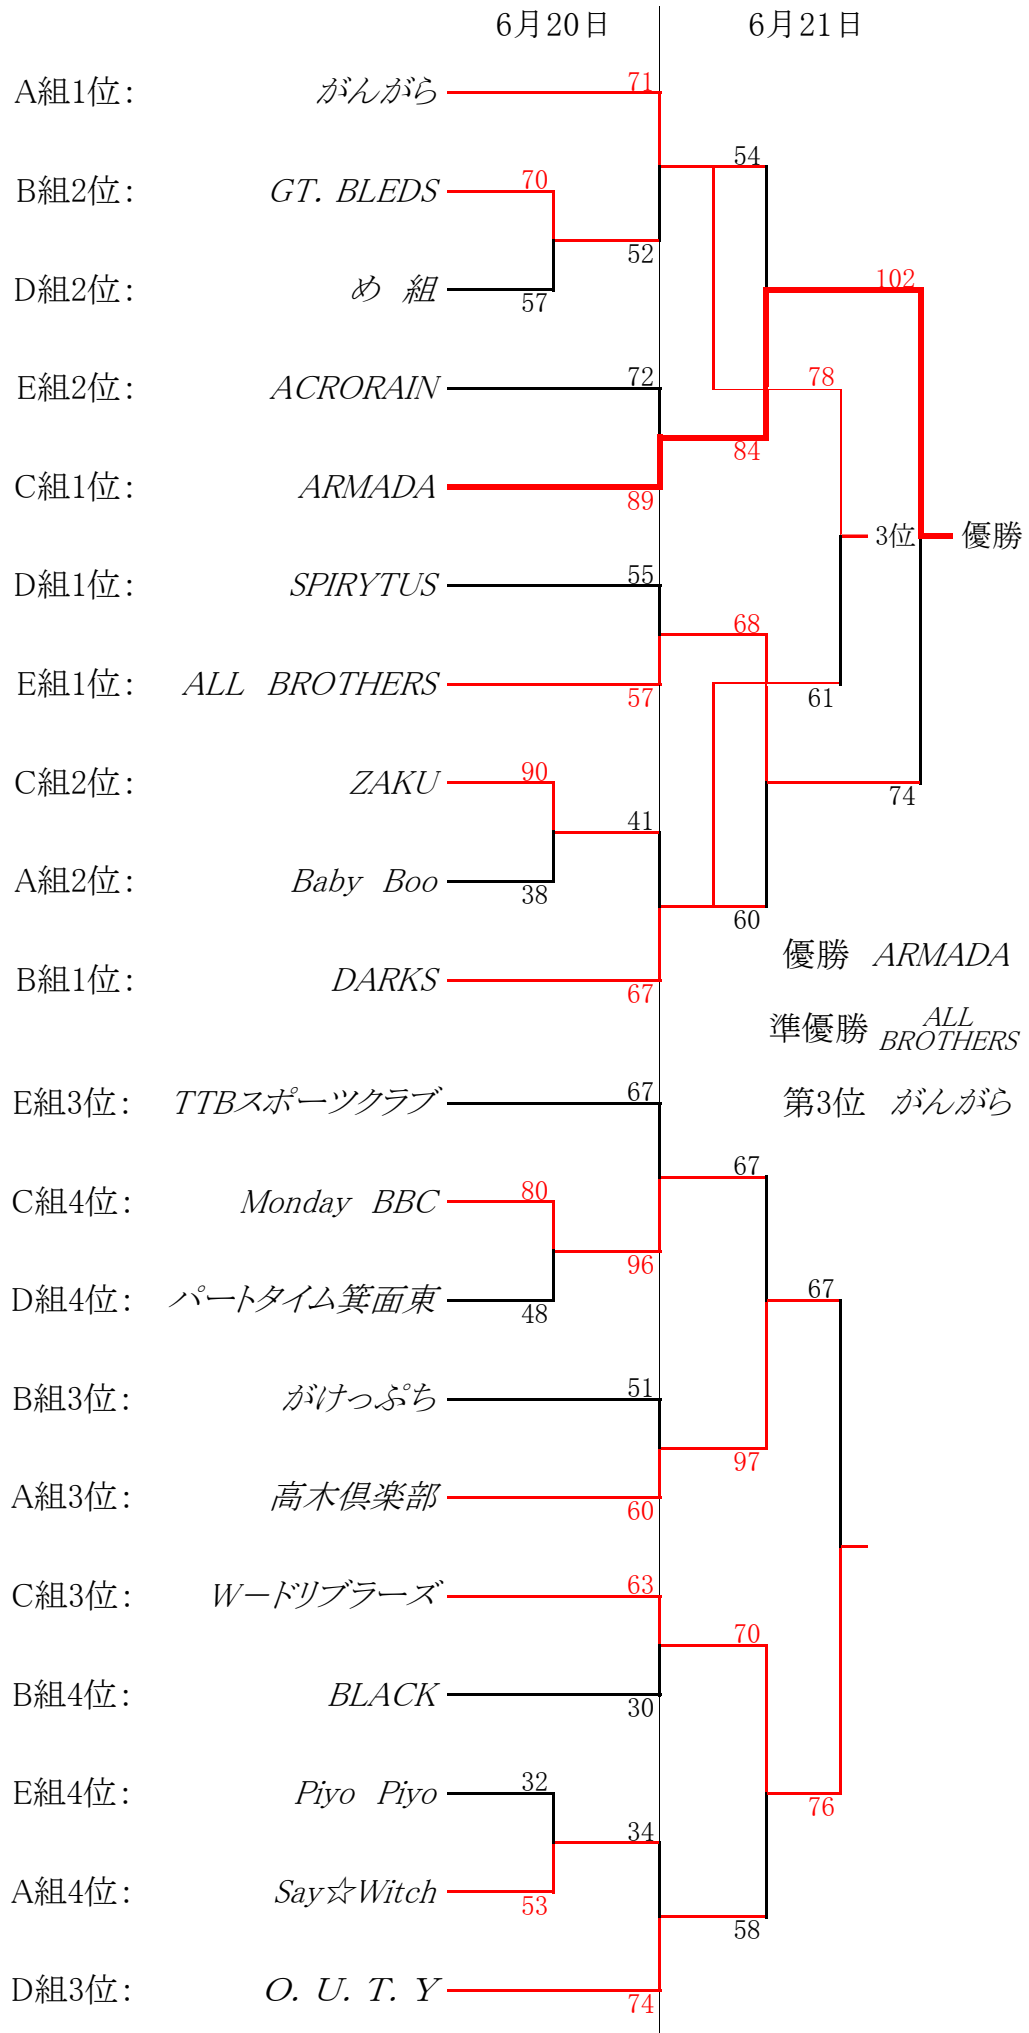 6月20日 6月21日
71
A組1位： がんがら
54
B組2位： GT. BLEDS 70
52
D組2位： め 組 57
102
E組2位： ACRORAIN 72 78
84
C組1位： ARMADA 89
3位 優勝
D組1位： SPIRYTUS 55
68
E組1位： ALL BROTHERS 57 61
C組2位： ZAKU 90 74
41
A組2位： Baby Boo 38
60
優勝 ARMADA
B組1位： DARKS 67
準優勝 ALL
BROTHERS
E組3位： TTBスポーツクラブ 67 第3位 がんがら
67
C組4位： Monday BBC 80
96
D組4位： パートタイム箕面東 48 67
B組3位： がけっぷち 51
97
A組3位： 高木倶楽部 60
C組3位： W－ドリブラーズ 63
70
B組4位： BLACK 30
E組4位： Piyo Piyo 32 76
34
A組4位： Say☆Witch 53
58
D組3位： O. U. T. Y 74